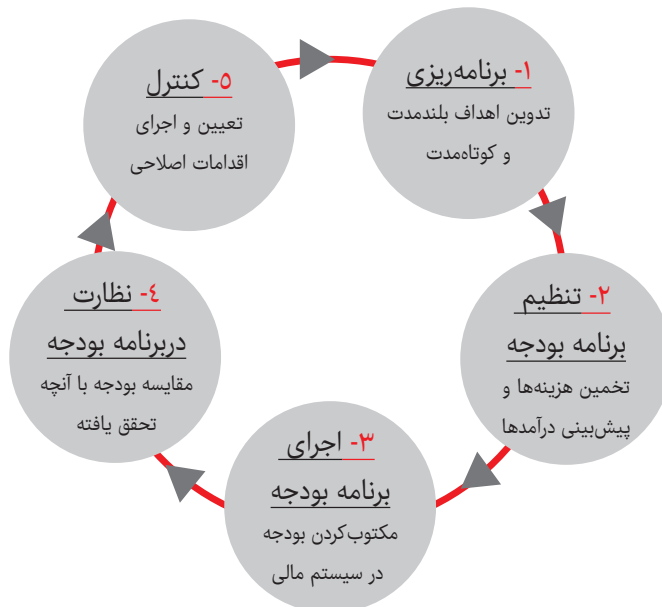 ۱- برنامه‌ریزی
تدوین اهداف بلندمدت
و کوتاه‌مدت
۲- تنظیم
برنامه بودجه
تخمین هزینه‌ها و
پیش‌بینی درآمدها
۳- اجرای
برنامه بودجه
مکتوب‌کردن بودجه
در سیستم مالی
٤- نظارت
دربرنامه بودجه
مقایسه بودجه با آنچه
تحقق یافته
۵- کنترل
تعیین و اجرای
اقدامات اصلاحی